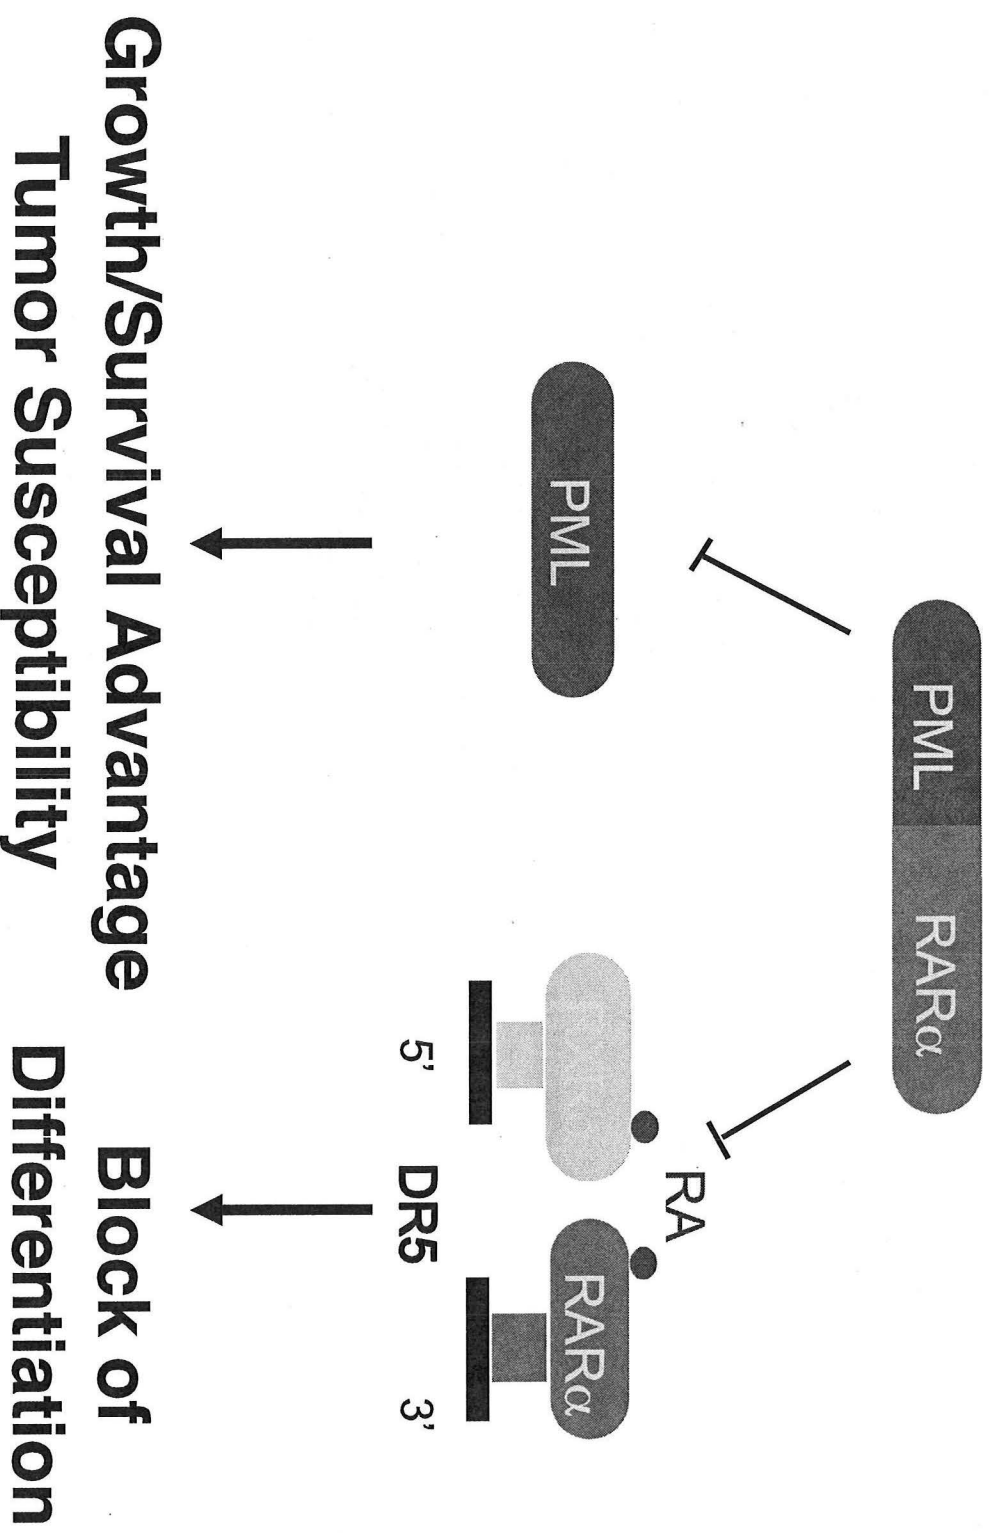 PML RARα
PML
RA
RARα
5' DR5 3'
Growth/Survival Advantage
Tumor Susceptibility
Block of
Differentiation